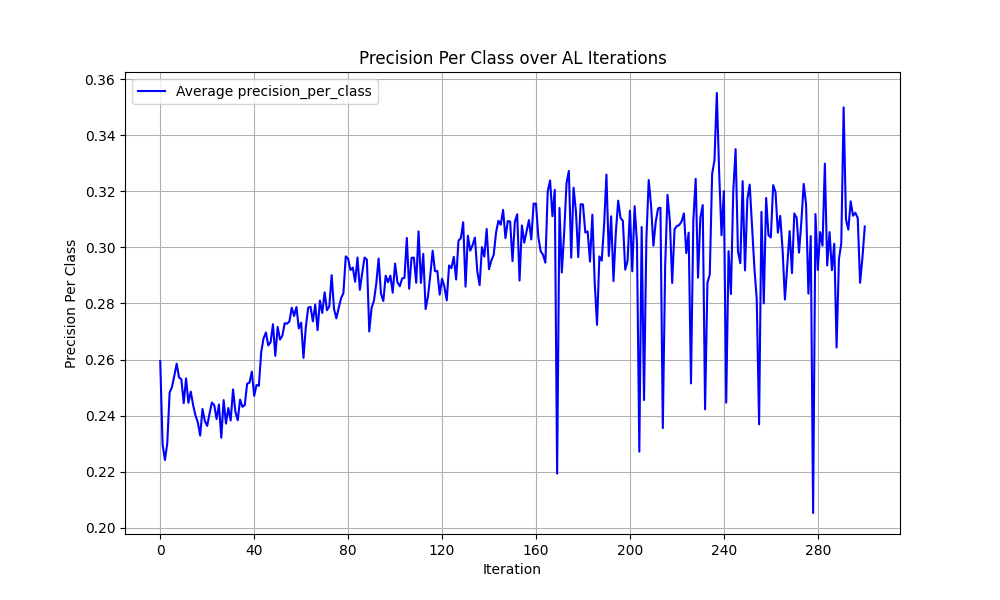 Precision Per Class over AL Iterations
Average precision_per_class
0.36
0.34
0.32
0.30
0.28
0.26
0.24
0.22
0.20
Precision Per Class
0 40 80 120 160 200 240 280
Iteration